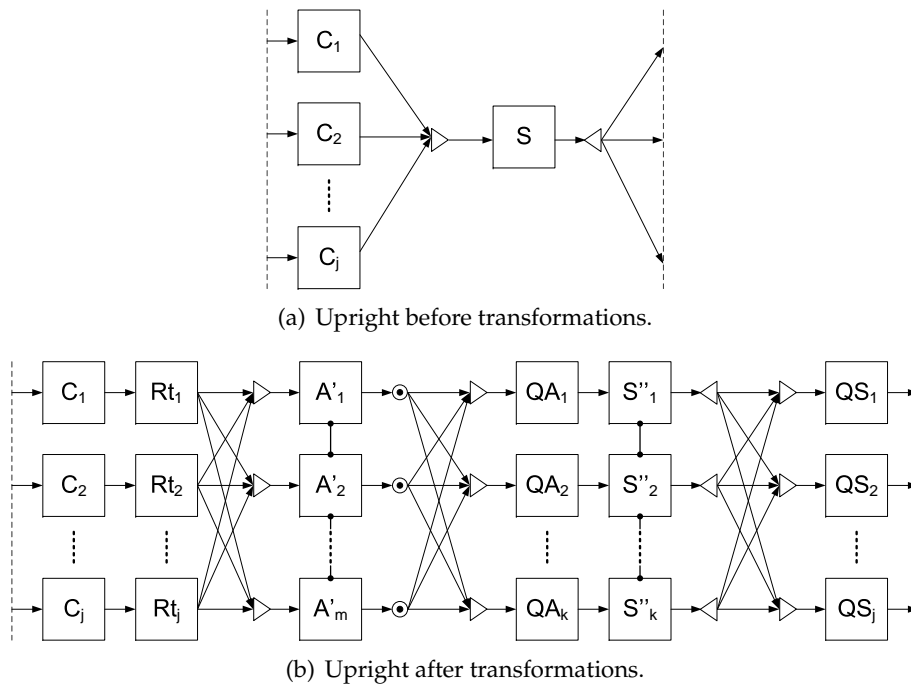 C1
C2
S
Cj
(a) Upright before transformations.
C1 Rt1 A'1 QA1 S''1 QS1
C2 Rt2 A'2 QA2 S''2 QS2
Cj Rtj A'm QAk S''k QSj
(b) Upright after transformations.